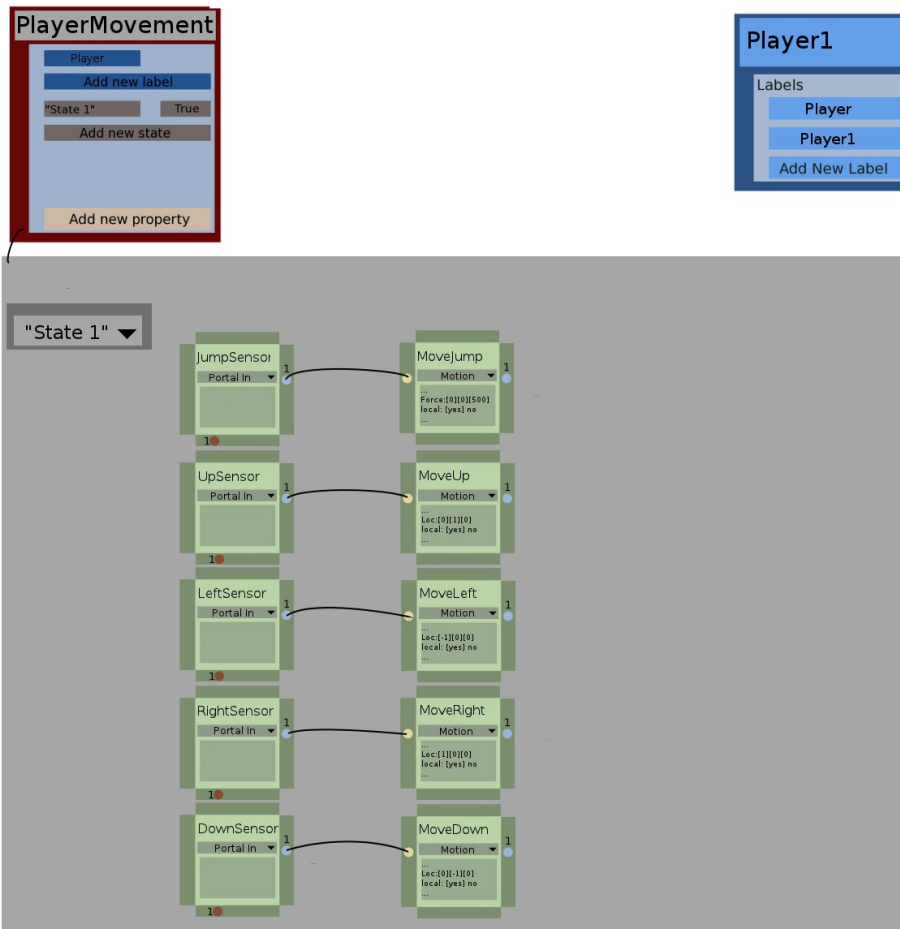 PlayerMovement
Player
Add new label
"State 1" True
Add new state
Add new property
Player1
Labels
Player
Player1
Add New Label
"State 1"
JumpSensor
Portal In
1
1
MoveJump
Motion
1
...
Force:[0][0][500]
local: [yes] no
...
UpSensor
Portal In
1
1
MoveUp
Motion
1
...
Loc:[0][1][0]
local: [yes] no
...
LeftSensor
Portal In
1
1
MoveLeft
Motion
1
...
Loc:[-1][0][0]
local: [yes] no
...
RightSensor
Portal In
1
1
MoveRight
Motion
1
...
Loc:[1][0][0]
local: [yes] no
...
DownSensor
Portal In
1
1
MoveDown
Motion
1
...
Loc:[0][-1][0]
local: [yes] no
...